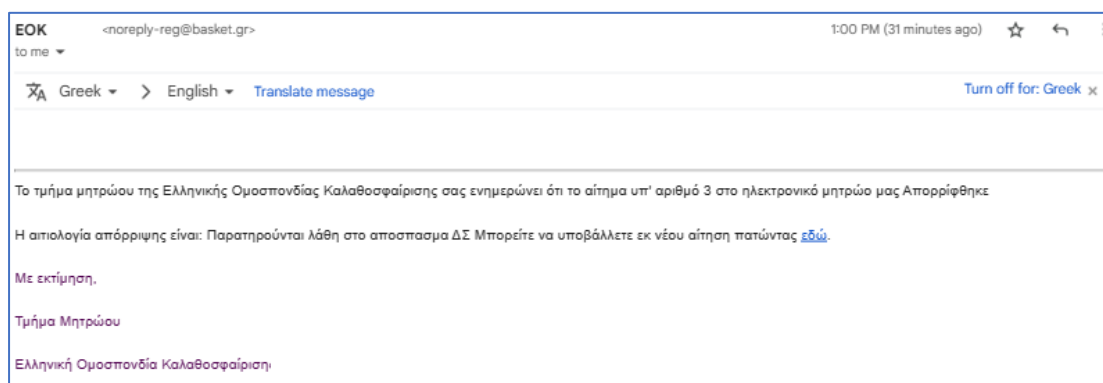 ΕΟΚ <noreply-reg@basket.gr> 1:00 PM (31 minutes ago)
to me
Greek > English Translate message Turn off for: Greek ×
Το τμήμα μητρώου της Ελληνικής Ομοσπονδίας Καλαθοσφαίρισης σας ενημερώνει ότι το αίτημα υπ' αριθμό 3 στο ηλεκτρονικό μητρώο μας Απορρίφθηκε
Η αιτιολογία απόρριψης είναι: Παρατηρούνται λάθη στο αποσπασμα ΔΣ Μπορείτε να υποβάλλετε εκ νέου αίτηση πατώντας εδώ.
Με εκτίμηση,
Τμήμα Μητρώου
Ελληνική Ομοσπονδία Καλαθοσφαίριση